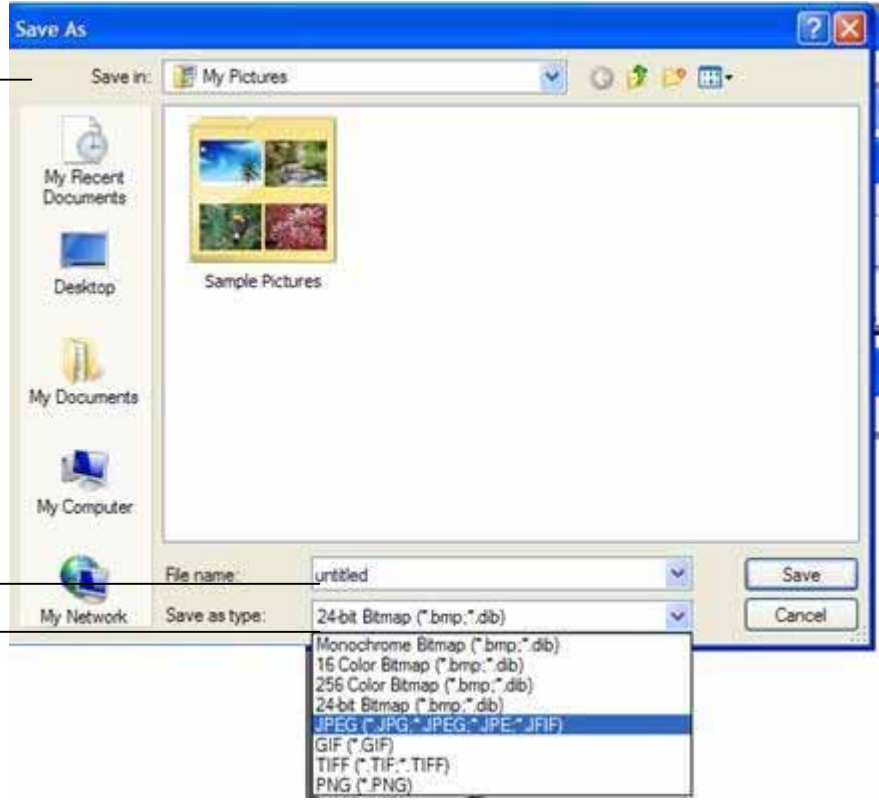 Save As
Save in: My Pictures
My Recent
Documents
Desktop
My Documents
My Computer
My Network
Sample Pictures
File name: untitled
Save
Save as type: 24-bit Bitmap (*.bmp;*.dib)
Cancel
Monochrome Bitmap (*.bmp;*.dib)
16 Color Bitmap (*.bmp;*.dib)
256 Color Bitmap (*.bmp;*.dib)
24-bit Bitmap (*.bmp;*.dib)
JPEG (*.JPG;*.JPEG;*.JPE;*.JFIF)
GIF (*.GIF)
TIFF (*.TIF;*.TIFF)
PNG (*.PNG)